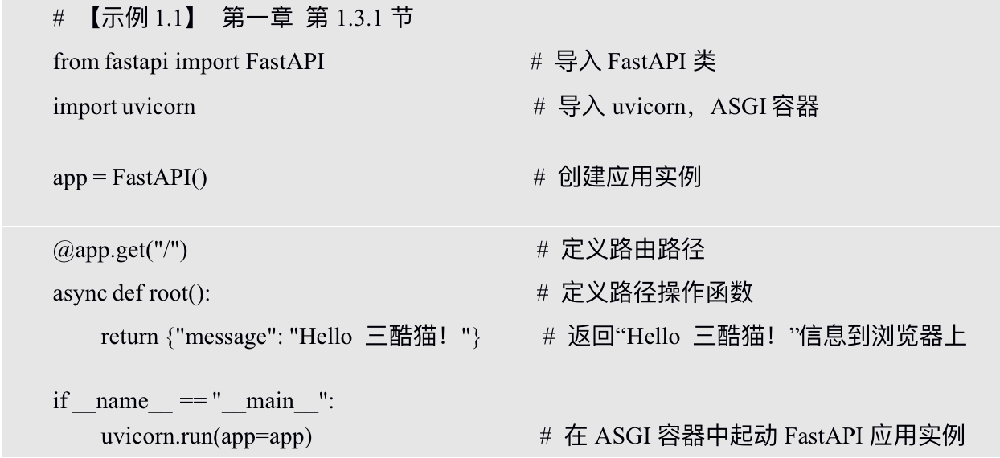 # 【示例 1.1】 第一章 第 1.3.1 节
from fastapi import FastAPI # 导入 FastAPI 类
import uvicorn # 导入 uvicorn，ASGI 容器
app = FastAPI() # 创建应用实例
@app.get("/") # 定义路由路径
async def root(): # 定义路径操作函数
return {"message": "Hello 三酷猫！"} # 返回“Hello 三酷猫！”信息到浏览器上
if __name__ == "__main__":
uvicorn.run(app=app) # 在 ASGI 容器中起动 FastAPI 应用实例